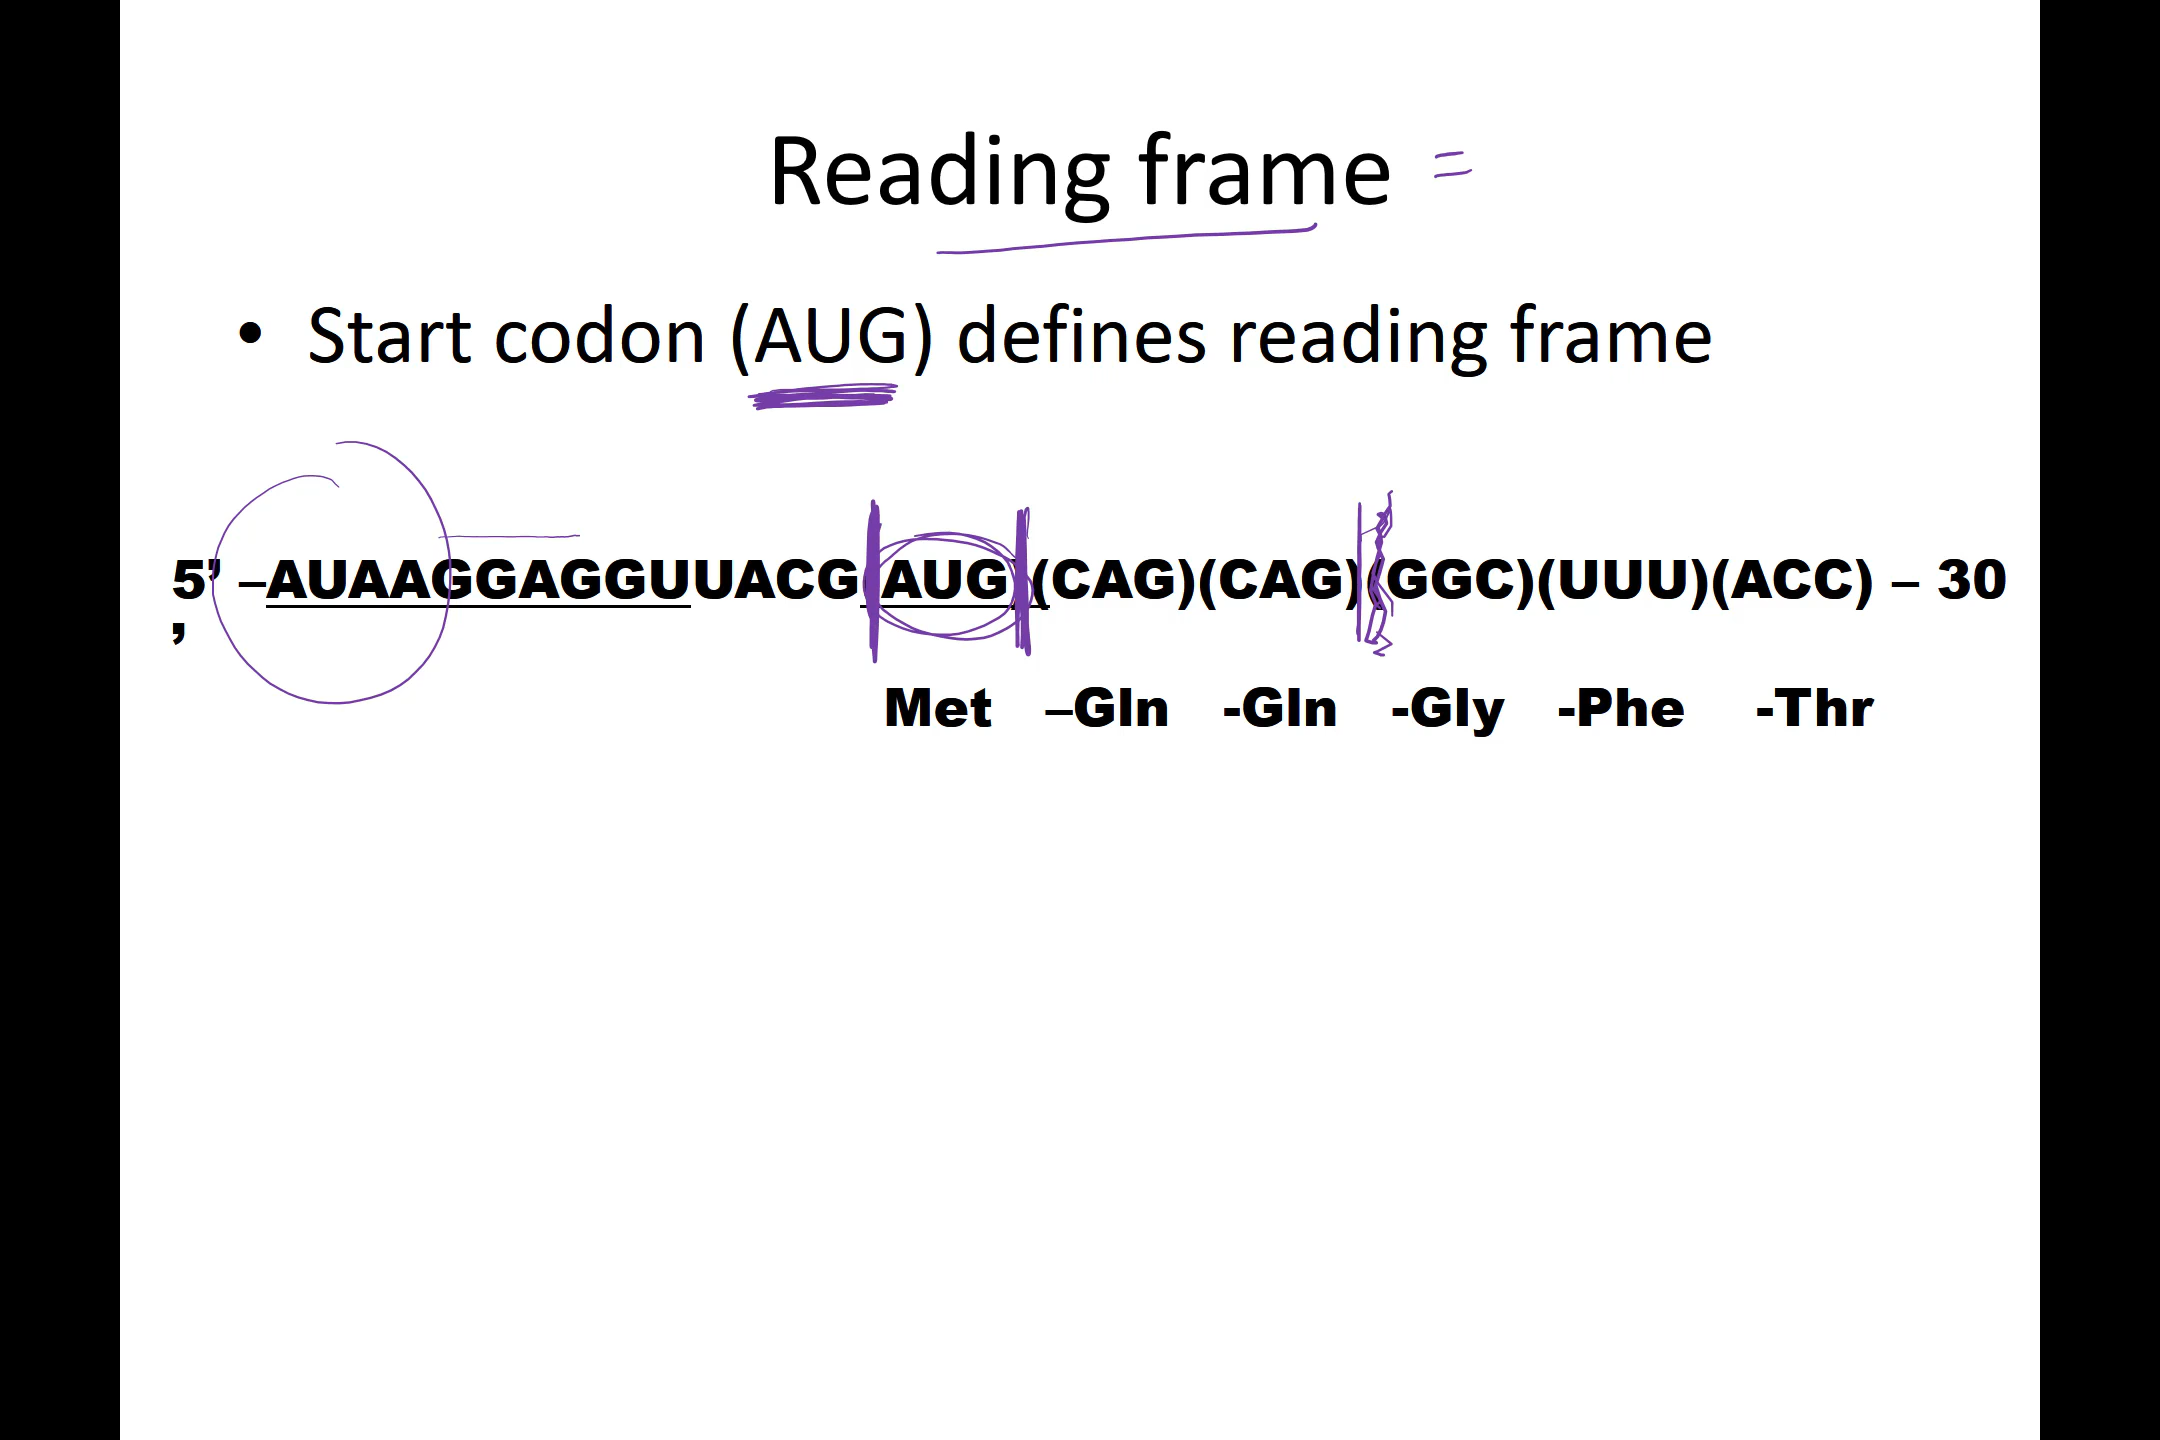 Reading frame =
• Start codon (AUG) defines reading frame
5’ –AUAAGGAGGUUACG(AUG)(CAG)(CAG)(GGC)(UUU)(ACC) – 30
’
Met –Gln -Gln -Gly -Phe -Thr